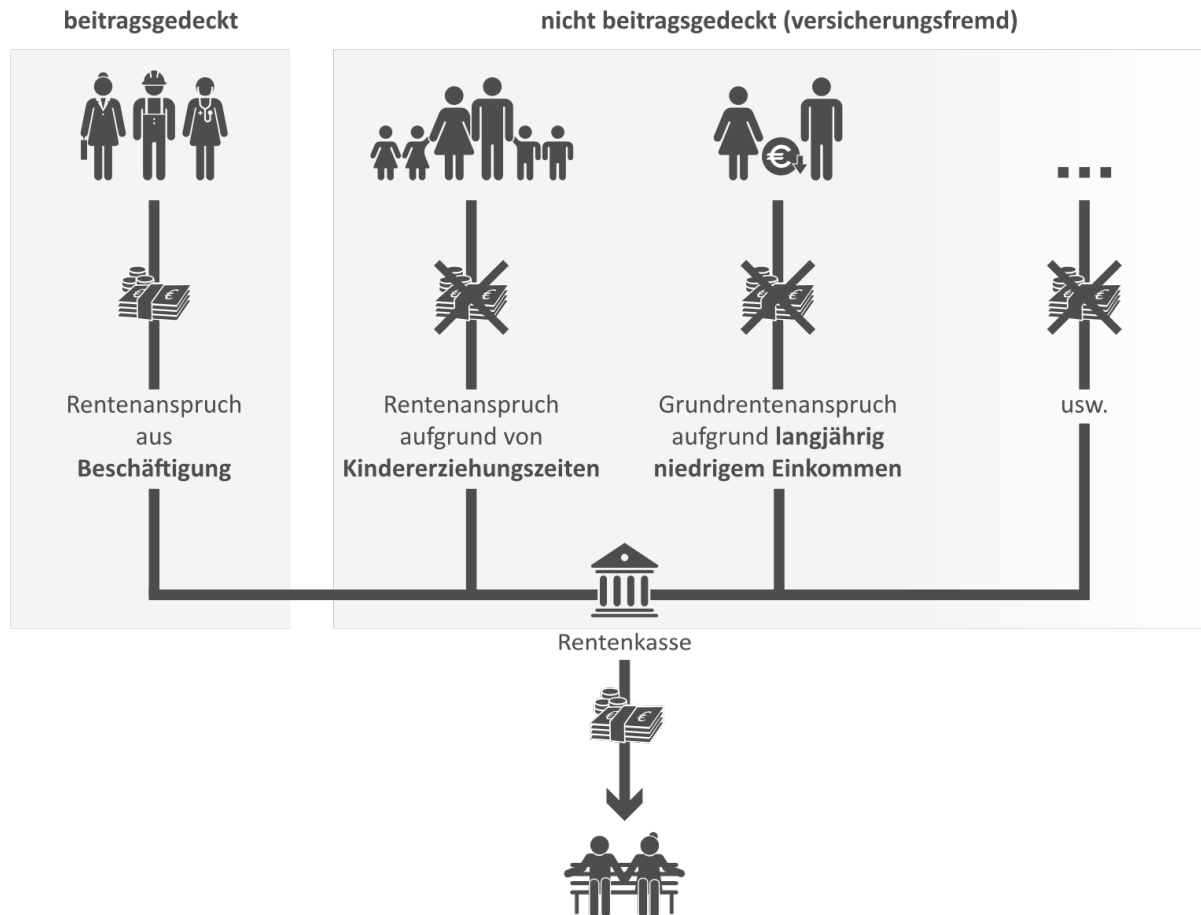 beitragsgedeckt
nicht beitragsgedeckt (versicherungsfremd)
Rentenanspruch
aus
Beschäftigung
Rentenanspruch
aufgrund von
Kindererziehungszeiten
Grundrentenanspruch
aufgrund langjährig
niedrigem Einkommen
...
usw.
Rentenkasse